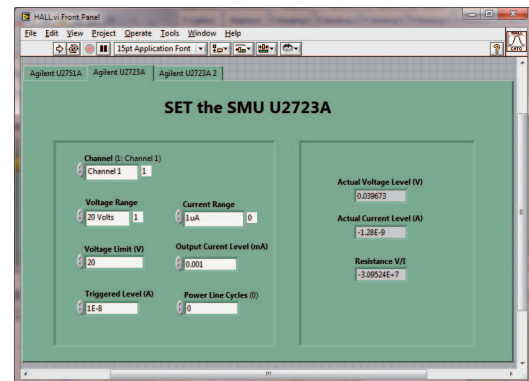 HALL.vi Front Panel
File Edit View Project Operate Tools Window Help
15pt Application Font
?
HALL
Agilent U2751A Agilent U2723A Agilent U2723A 2
SET the SMU U2723A
Channel (1: Channel 1)
Channel 1 1
Voltage Range
20 Volts 1
Current Range
1uA 0
Voltage Limit (V)
20
Output Curent Level (mA)
0.001
Triggered Level (A)
1E-8
Power Line Cycles (0)
0
Actual Voltage Level (V)
0.039673
Actual Current Level (A)
-1.28E-9
Resistance V/I
-3.09524E+7